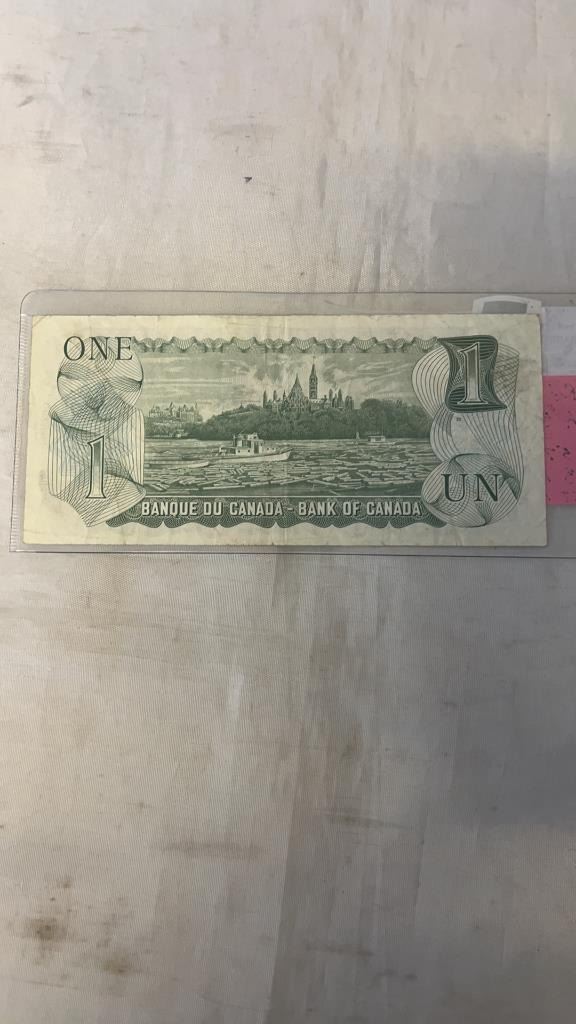 ONE
1
1
UN
BANQUE DU CANADA - BANK OF CANADA